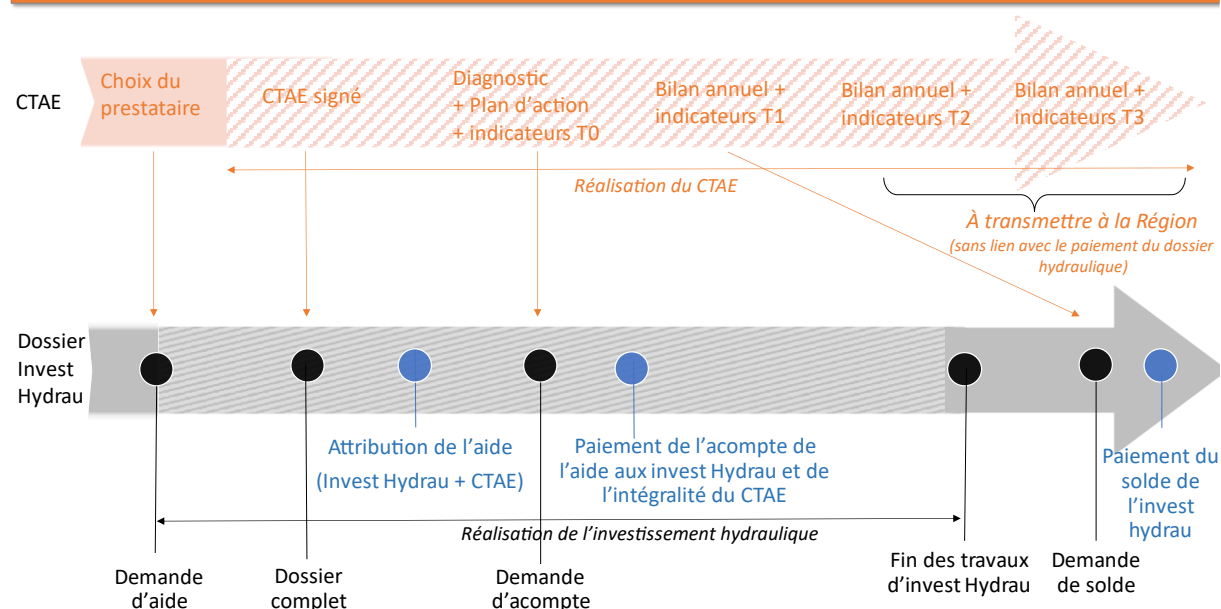 CTAE
Choix du
prestataire
CTAE signé
Diagnostic
+ Plan d’action
+ indicateurs T0
Bilan annuel +
indicateurs T1
Bilan annuel +
indicateurs T2
Bilan annuel +
indicateurs T3
Réalisation du CTAE
À transmettre à la Région
(sans lien avec le paiement du dossier
hydraulique)
Dossier
Invest
Hydrau
Attribution de l’aide
(Invest Hydrau + CTAE)
Paiement de l’acompte de
l’aide aux invest Hydrau et de
l’intégralité du CTAE
Paiement du
solde de
l’invest
hydrau
Réalisation de l’investissement hydraulique
Demande
d’aide
Dossier
complet
Demande
d’acompte
Fin des travaux
d’invest Hydrau
Demande
de solde